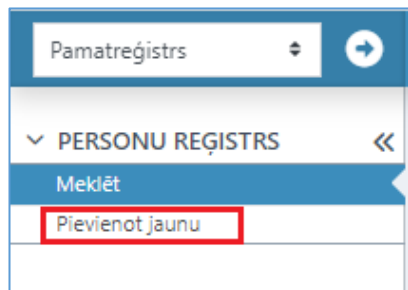 Pamatreģistrs
PERSONU REĢISTRS
Meklēt
Pievienot jaunu